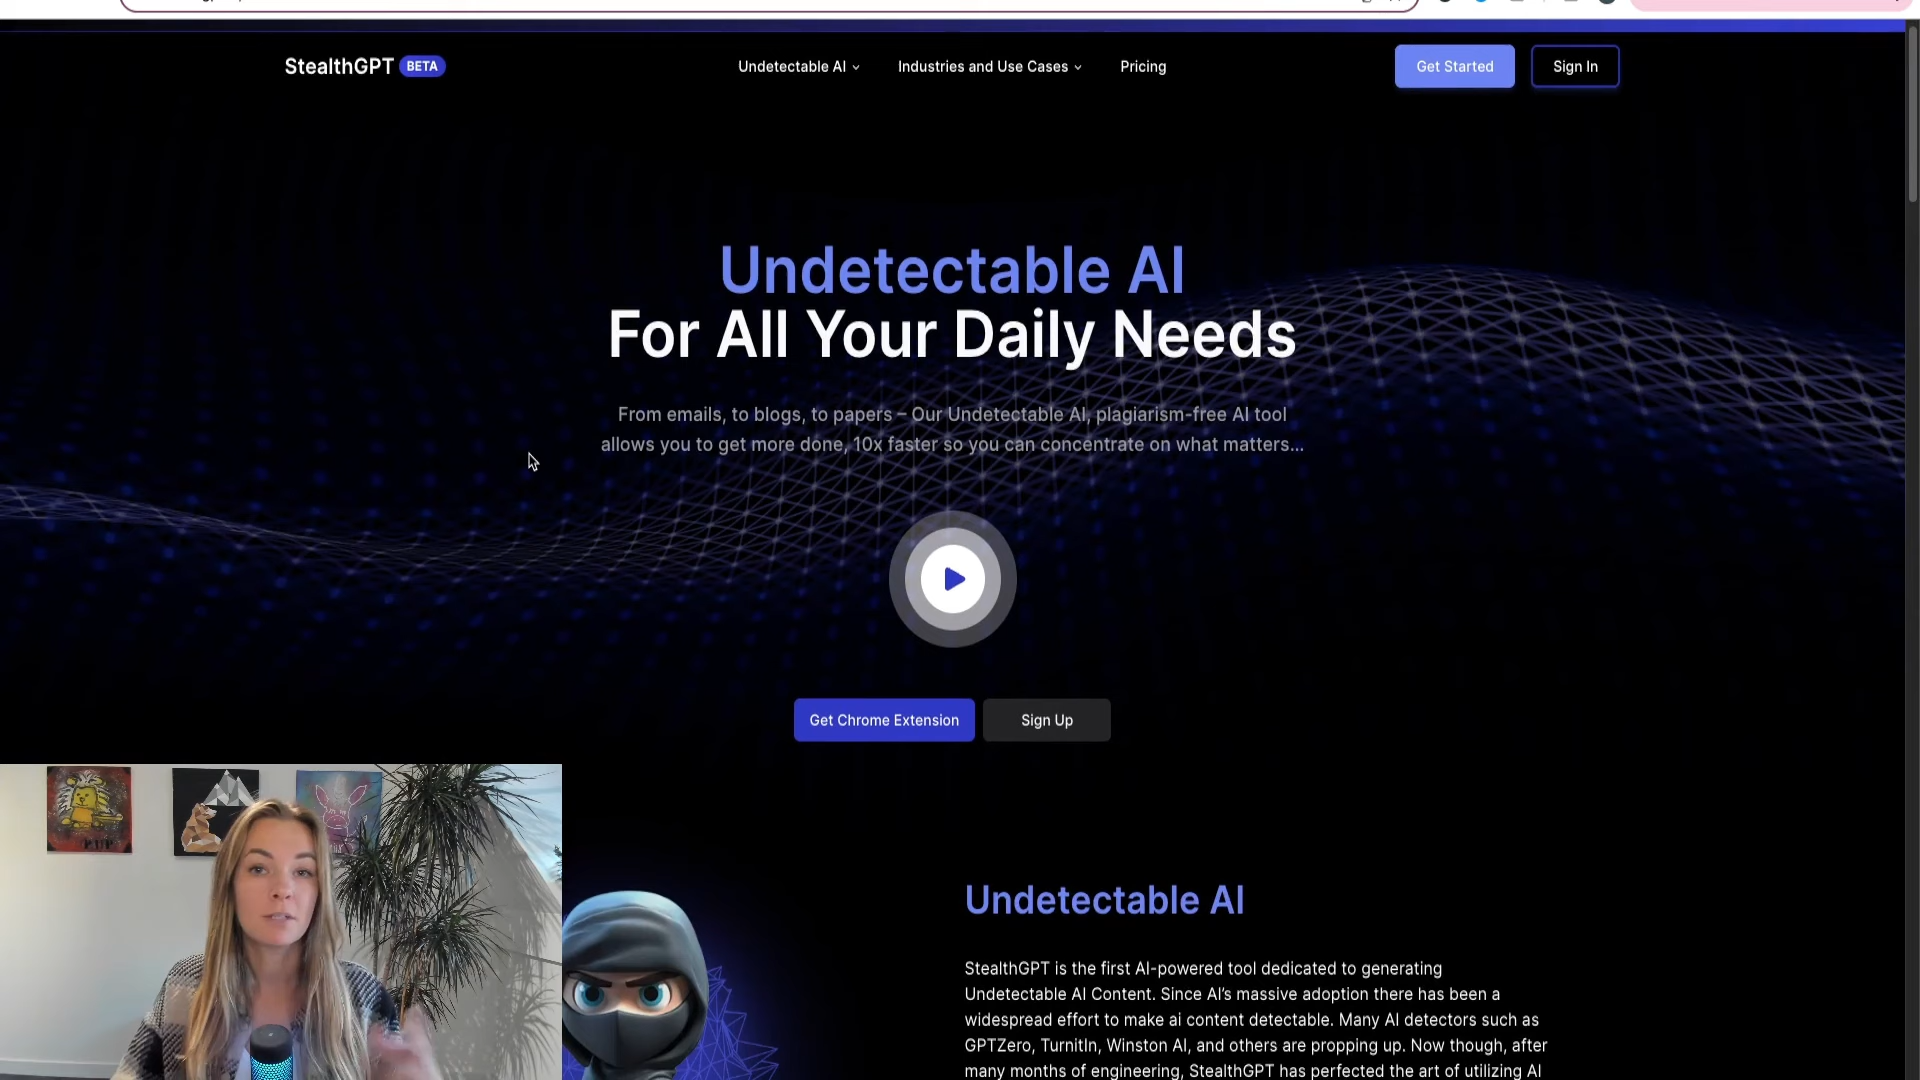 StealthGPT BETA
Undetectable AI
Industries and Use Cases
Pricing
Get Started
Sign In
Undetectable AI
For All Your Daily Needs
From emails, to blogs, to papers – Our Undetectable AI, plagiarism-free AI tool
allows you to get more done, 10x faster so you can concentrate on what matters...
Get Chrome Extension
Sign Up
P.UP
Undetectable AI
StealthGPT is the first AI-powered tool dedicated to generating
Undetectable AI Content. Since AI’s massive adoption there has been a
widespread effort to make ai content detectable. Many AI detectors such as
GPTZero, TurnitIn, Winston AI, and others are propping up. Now though, after
many months of engineering, StealthGPT has perfected the art of utilizing AI